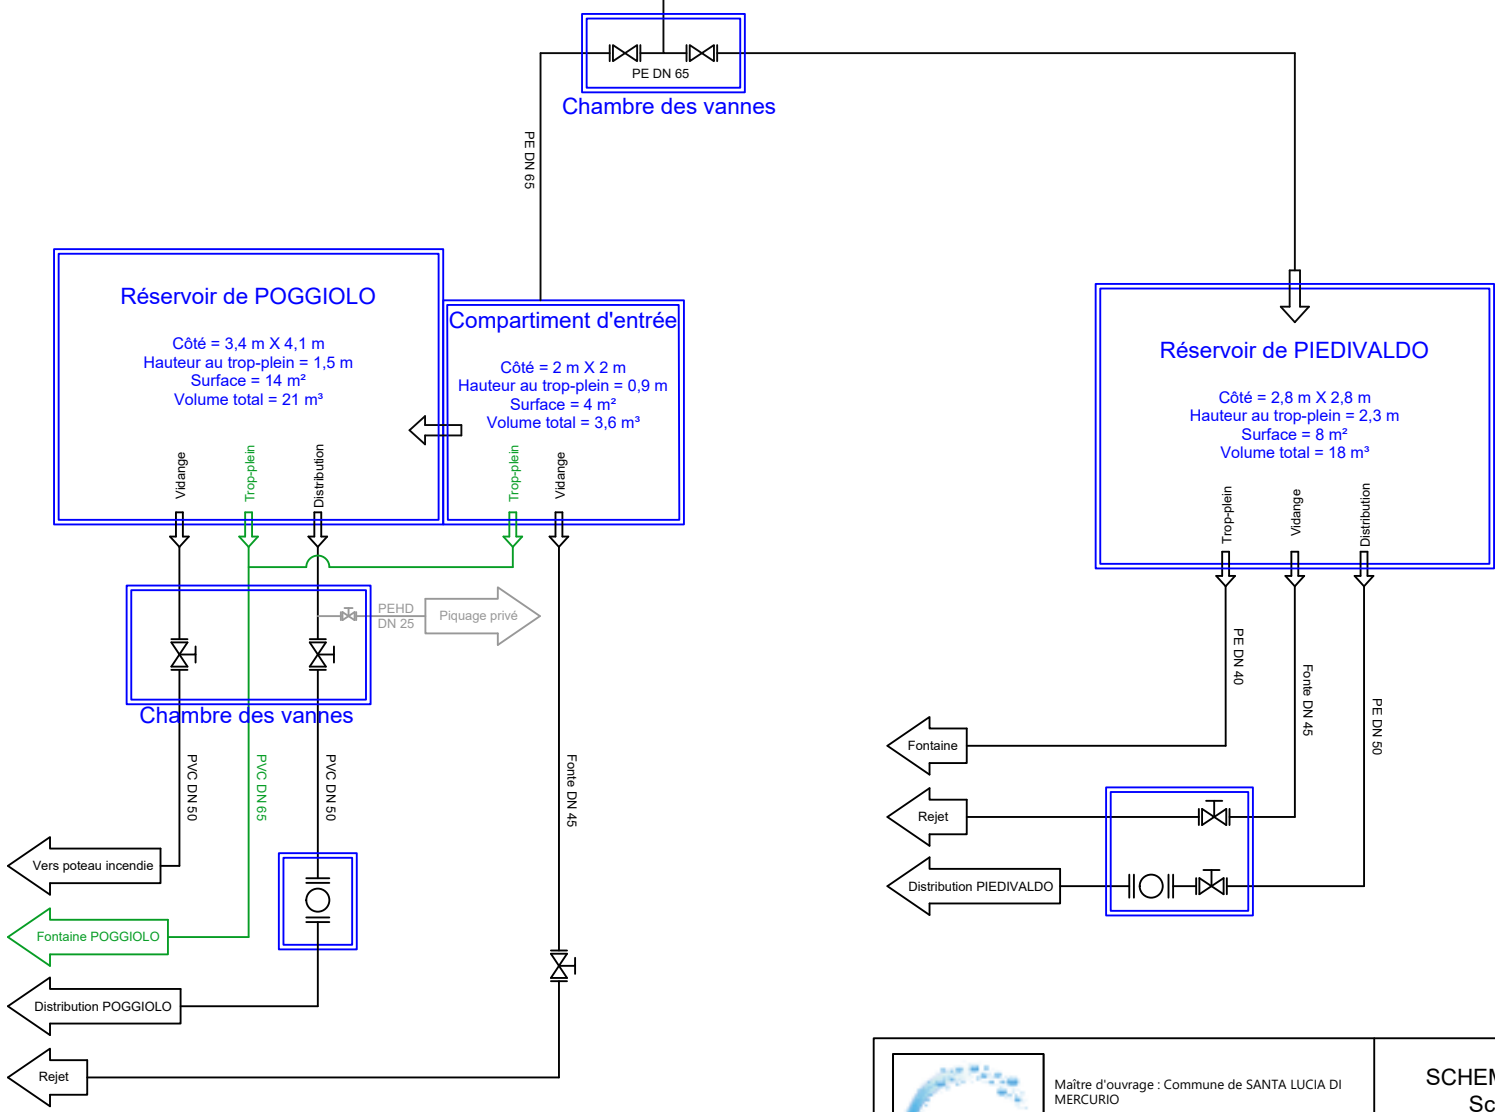 PE DN 65
Chambre des vannes
PE DN 65
Réservoir de POGGIOLO
Côté = 3,4 m X 4,1 m
Hauteur au trop-plein = 1,5 m
Surface = 14 m²
Volume total = 21 m³
Vidange
Trop-plein
Distribution
Compartiment d'entrée
Côté = 2 m X 2 m
Hauteur au trop-plein = 0,9 m
Surface = 4 m²
Volume total = 3,6 m³
Trop-plein
Vidange
Réservoir de PIEDIVALDO
Côté = 2,8 m X 2,8 m
Hauteur au trop-plein = 2,3 m
Surface = 8 m²
Volume total = 18 m³
Trop-plein
Vidange
Distribution
PEHD
DN 25
Piquage privé
Chambre des vannes
PVC DN 50
PVC DN 65
PVC DN 50
Fonte DN 45
PE DN 40
Fonte DN 45
PE DN 50
Vers poteau incendie
Fontaine POGGIOLO
Distribution POGGIOLO
Rejet
Fontaine
Rejet
Distribution PIEDIVALDO
Maître d'ouvrage : Commune de SANTA LUCIA DI
MERCURIO
SCHEM
Sc